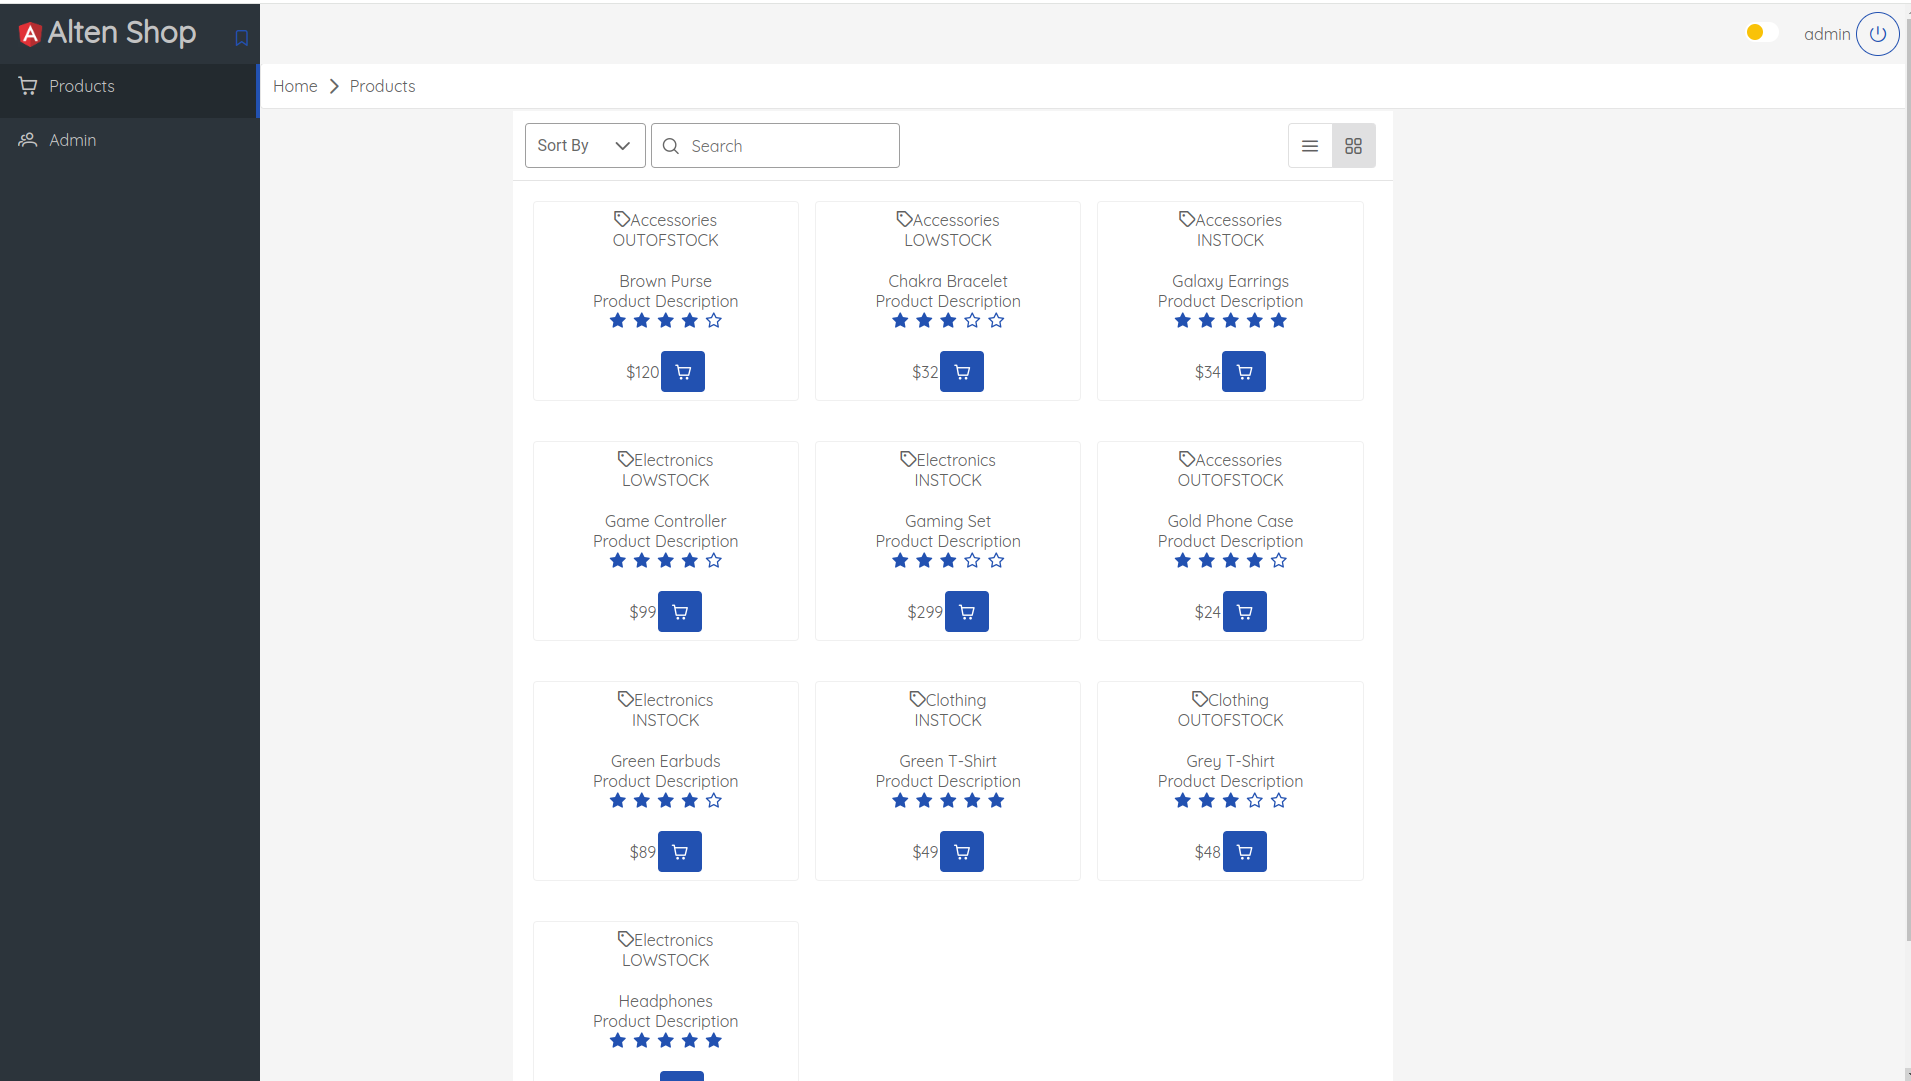 Alten Shop
admin
Products
Admin
Home
Products
Sort By
Search
Accessories
OUTOFSTOCK
Brown Purse
Product Description
$120
Accessories
LOWSTOCK
Chakra Bracelet
Product Description
$32
Accessories
INSTOCK
Galaxy Earrings
Product Description
$34
Electronics
LOWSTOCK
Game Controller
Product Description
$99
Electronics
INSTOCK
Gaming Set
Product Description
$299
Accessories
OUTOFSTOCK
Gold Phone Case
Product Description
$24
Electronics
INSTOCK
Green Earbuds
Product Description
$89
Clothing
INSTOCK
Green T-Shirt
Product Description
$49
Clothing
OUTOFSTOCK
Grey T-Shirt
Product Description
$48
Electronics
LOWSTOCK
Headphones
Product Description